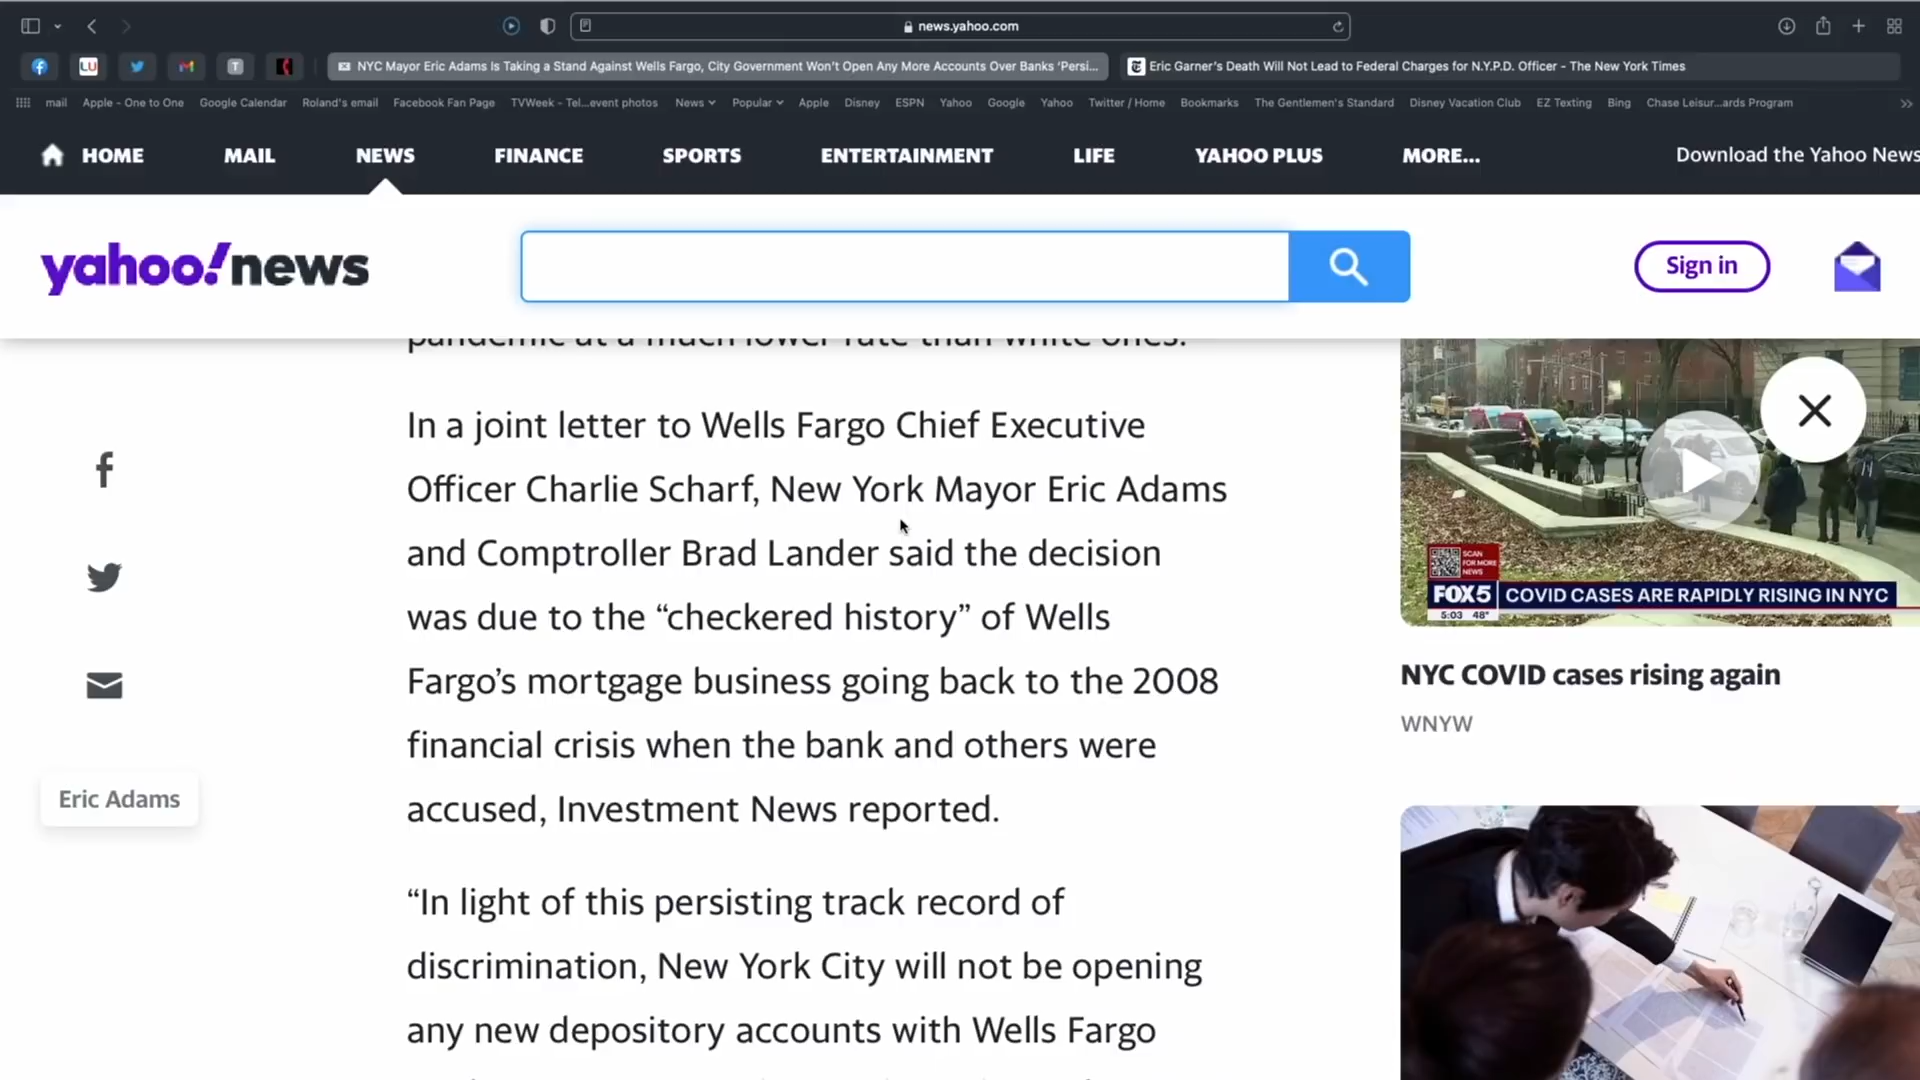 news.yahoo.com
LU
T
NYC Mayor Eric Adams Is Taking a Stand Against Wells Fargo, City Government Won't Open Any More Accounts Over Banks 'Persi...
Eric Garner's Death Will Not Lead to Federal Charges for N.Y.P.D. Officer - The New York Times
mail Apple - One to One Google Calendar Roland's email Facebook Fan Page TVWeek - Tel...event photos News Popular Apple Disney ESPN Yahoo Google Yahoo Twitter / Home Bookmarks The Gentlemen's Standard Disney Vacation Club EZ Texting Bing Chase Leisur...ards Program
HOME MAIL NEWS FINANCE SPORTS ENTERTAINMENT LIFE YAHOO PLUS MORE... Download the Yahoo News
yahoo!news
Sign in
pandemic at a much lower rate than white ones.
In a joint letter to Wells Fargo Chief Executive
Officer Charlie Scharf, New York Mayor Eric Adams
and Comptroller Brad Lander said the decision
was due to the “checkered history” of Wells
Fargo’s mortgage business going back to the 2008
financial crisis when the bank and others were
accused, Investment News reported.
“In light of this persisting track record of
discrimination, New York City will not be opening
any new depository accounts with Wells Fargo
Eric Adams
SCAN
FOR MORE
NEWS
FOX5 COVID CASES ARE RAPIDLY RISING IN NYC
5:03 48°
NYC COVID cases rising again
WNYW